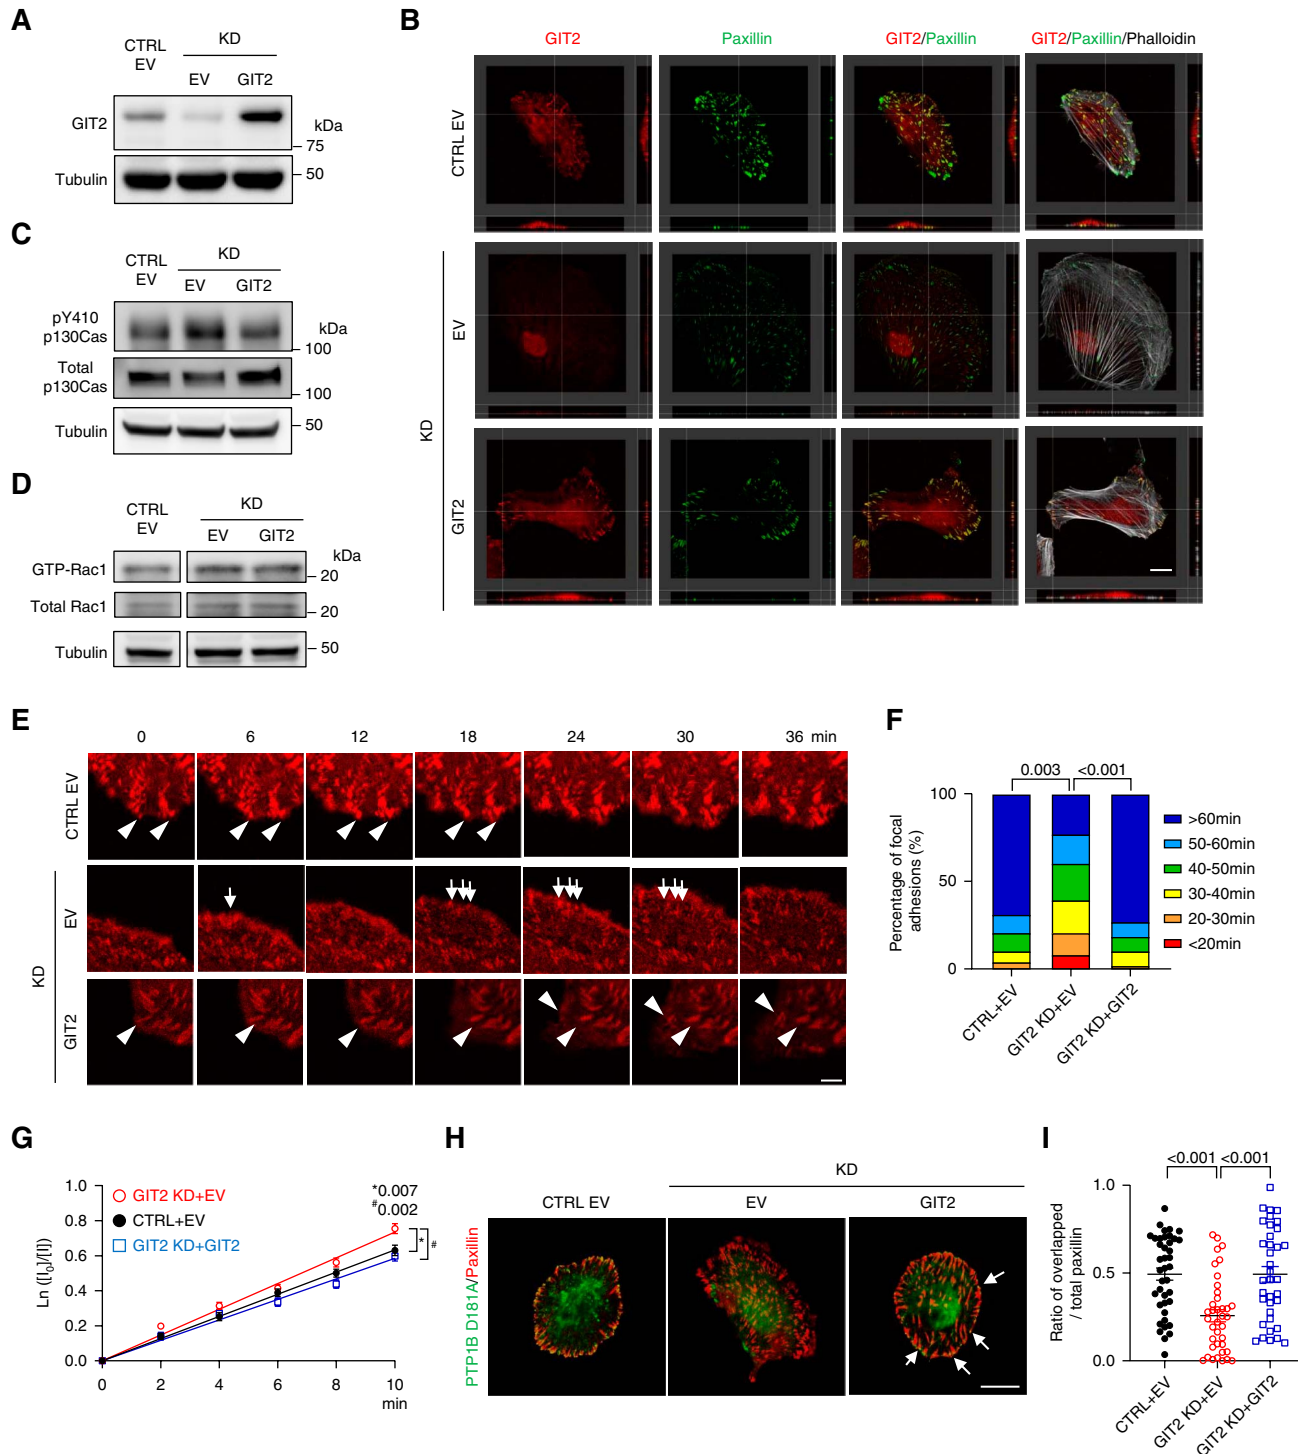 A
CTRL
EV
KD
EV GIT2
GIT2
kDa
75
Tubulin
50
B
GIT2 Paxillin GIT2/Paxillin GIT2/Paxillin/Phalloidin
CTRL EV
KD
EV
GIT2
C
CTRL
EV
KD
EV GIT2
pY410
p130Cas
kDa
100
Total
p130Cas
100
Tubulin
50
D
CTRL
EV
KD
EV GIT2
GTP-Rac1
kDa
20
Total Rac1
20
Tubulin
50
E
0 6 12 18 24 30 36 min
CTRL EV
KD
EV
GIT2
F
0.003 <0.001
Percentage of focal
adhesions (%)
100
50
0
>60min
50-60min
40-50min
30-40min
20-30min
<20min
CTRL+EV
GIT2 KD+EV
GIT2 KD+GIT2
G
Ln ([I0]/[I])
1.0
0.8
0.6
0.4
0.2
0.0
GIT2 KD+EV
CTRL+EV
GIT2 KD+GIT2
*0.007
#0.002
*
#
0 2 4 6 8 10
min
H
KD
CTRL EV EV GIT2
PTP1B D181A/Paxillin
I
<0.001 <0.001
Ratio of overlapped
/ total paxillin
1.0
0.5
0.0
CTRL+EV
GIT2 KD+EV
GIT2 KD+GIT2